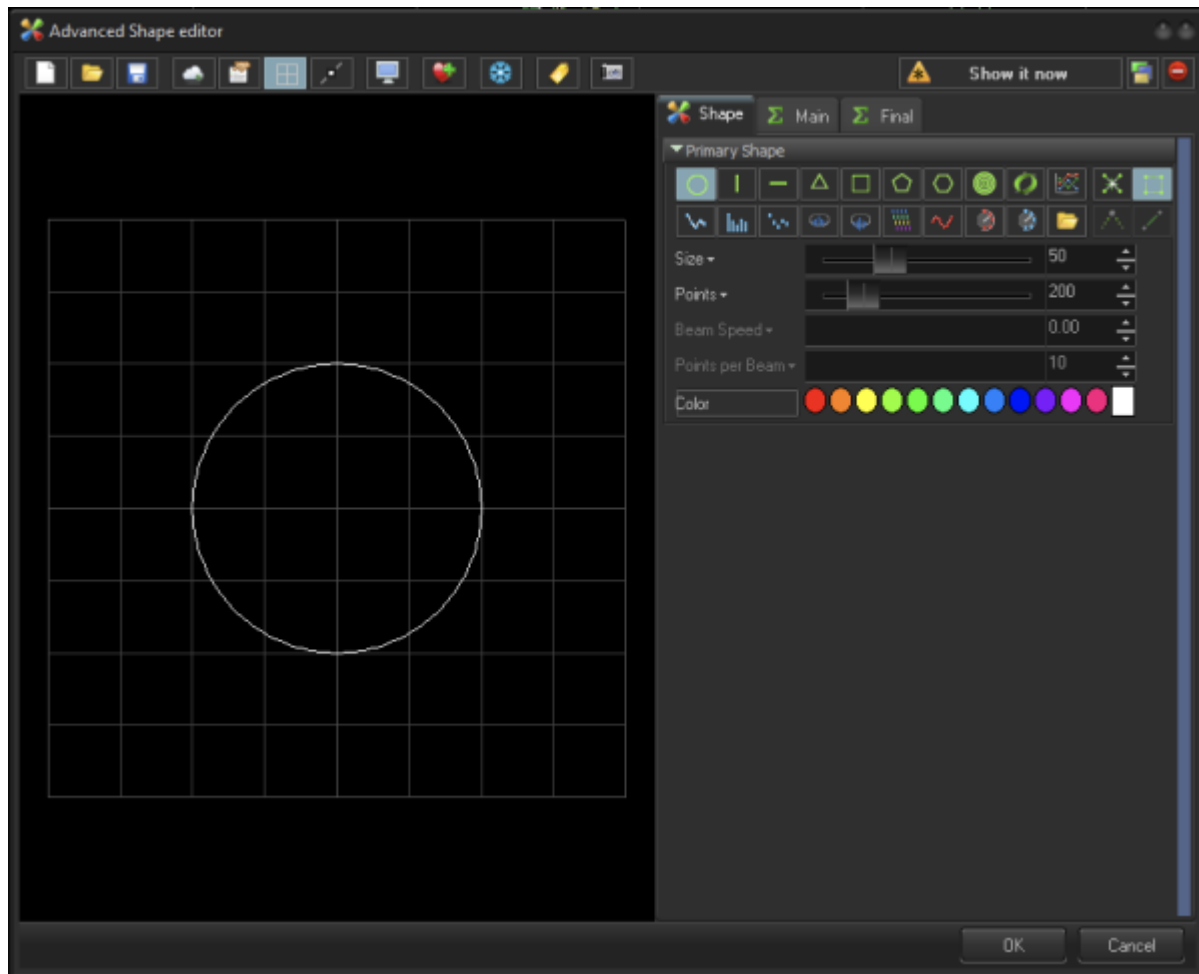 Advanced Shape editor
Show it now
Shape Main Final
Primary Shape
Size 50
Points 200
Beam Speed 0.00
Points per Beam 10
Color
OK Cancel